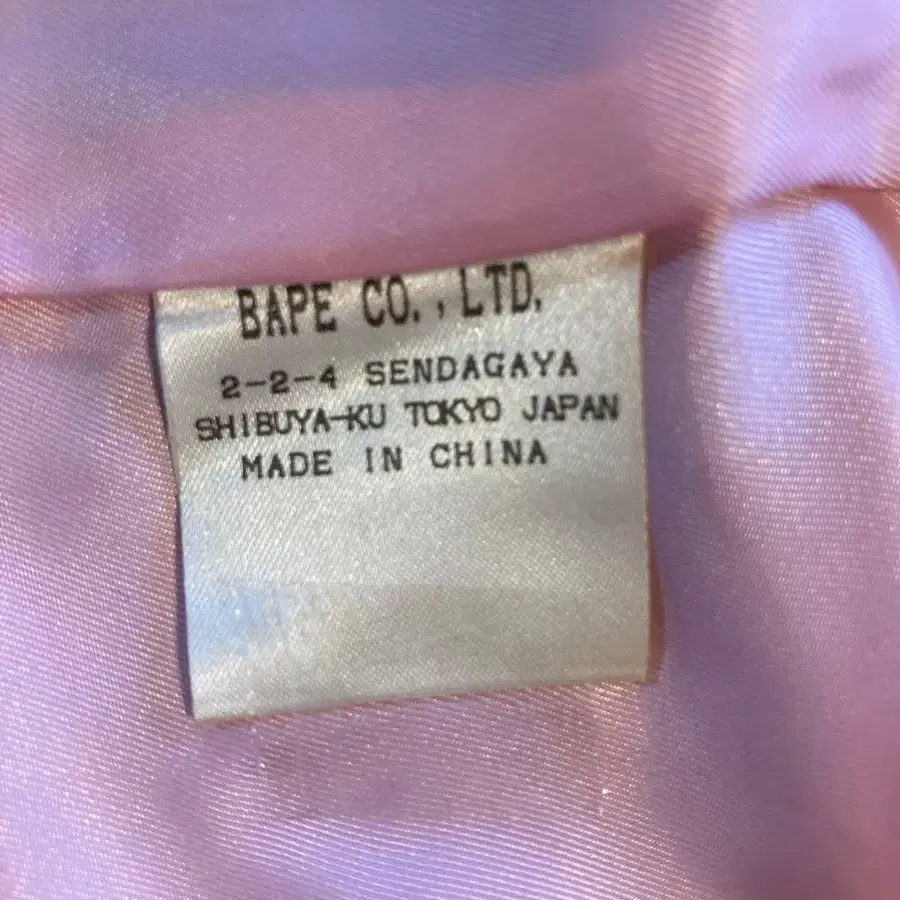 BAPE CO., LTD.
2-2-4 SENDAGAYA
SHIBUYA-KU TOKYO JAPAN
MADE IN CHINA